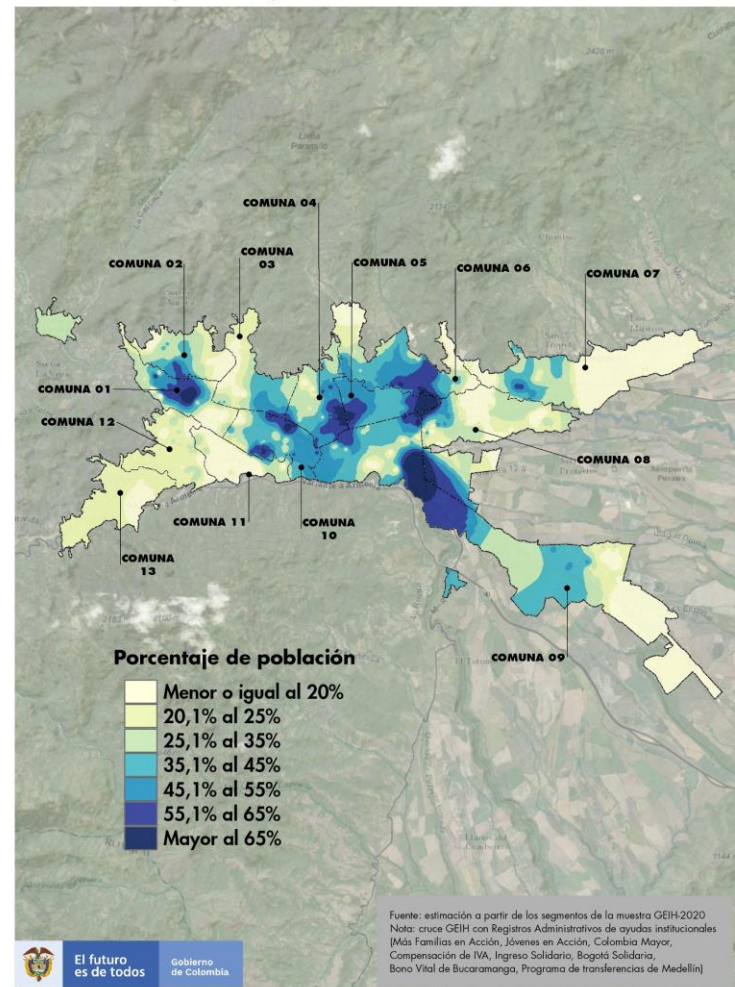 COMUNA 04
COMUNA 03
COMUNA 02
COMUNA 05
COMUNA 06
COMUNA 07
COMUNA 01
COMUNA 12
COMUNA 08
COMUNA 11
COMUNA 10
COMUNA 13
COMUNA 09
Porcentaje de población
Menor o igual al 20%
20,1% al 25%
25,1% al 35%
35,1% al 45%
45,1% al 55%
55,1% al 65%
Mayor al 65%
Fuente: estimación a partir de los segmentos de la muestra GEIH-2020
Nota: cruce GEIH con Registros Administrativos de ayudas institucionales
(Más Familias en Acción, Jóvenes en Acción, Colombia Mayor,
Compensación de IVA, Ingreso Solidario, Bogotá Solidaria,
Bono Vital de Bucaramanga, Programa de transferencias de Medellín)
El futuro
es de todos
Gobierno
de Colombia